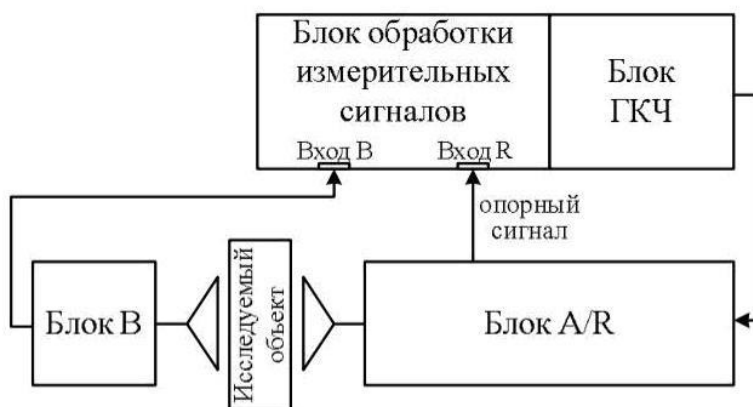 Блок обработки
измерительных
сигналов
Блок
ГКЧ
Вход B
Вход R
опорный
сигнал
Блок B
Исследуемый
объект
Блок A/R